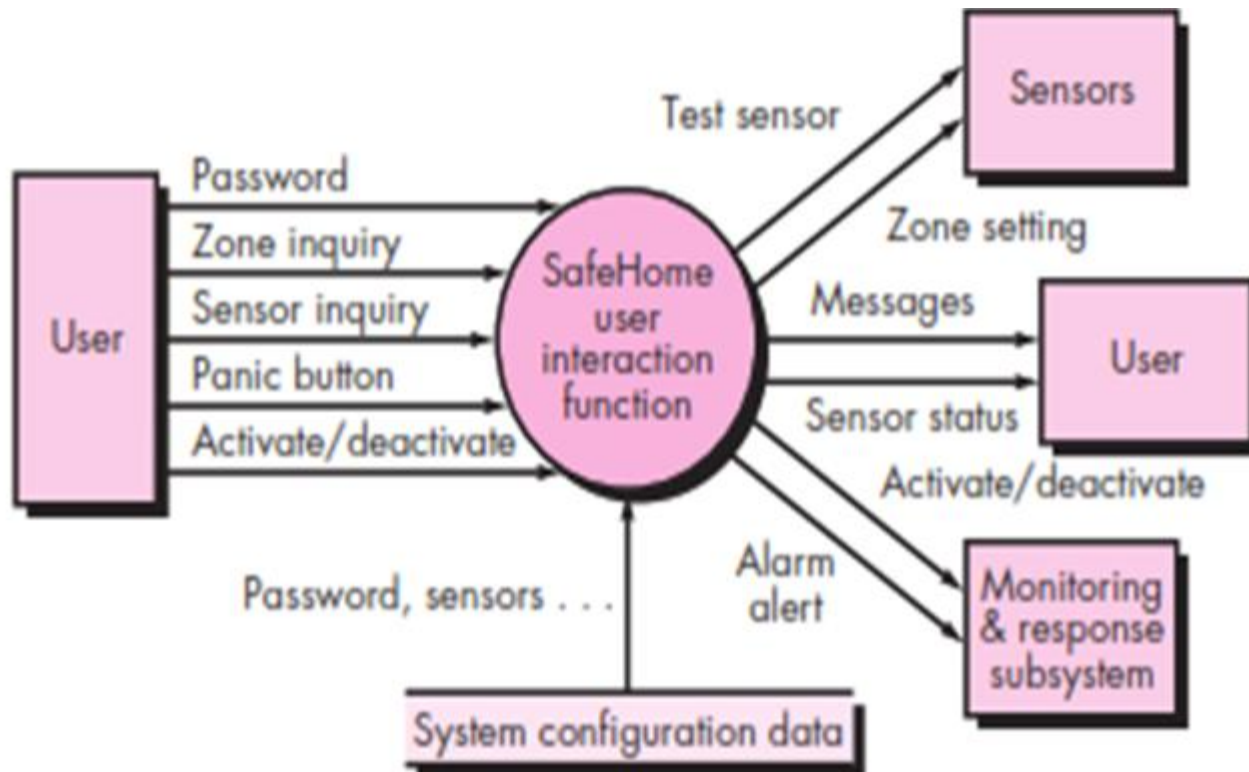 Sensors
Test sensor
Zone setting
User
Password
Zone inquiry
Sensor inquiry
Panic button
Activate/deactivate
SafeHome
user
interaction
function
Messages
Sensor status
User
Activate/deactivate
Alarm
alert
Monitoring
& response
subsystem
Password, sensors . . .
System configuration data